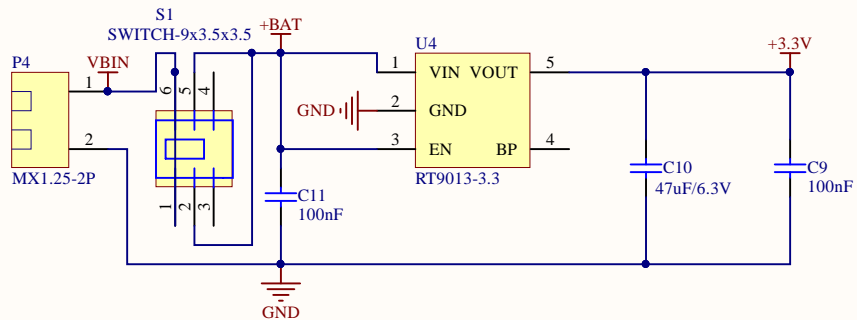 S1
SWITCH-9x3.5x3.5
+BAT
U4
+3.3V
P4
VBIN
1
2
MX1.25-2P
6
5
4
1
2
3
GND
1
VIN
VOUT
5
2
GND
3
EN
BP
4
RT9013-3.3
C11
100nF
C10
47uF/6.3V
C9
100nF
GND